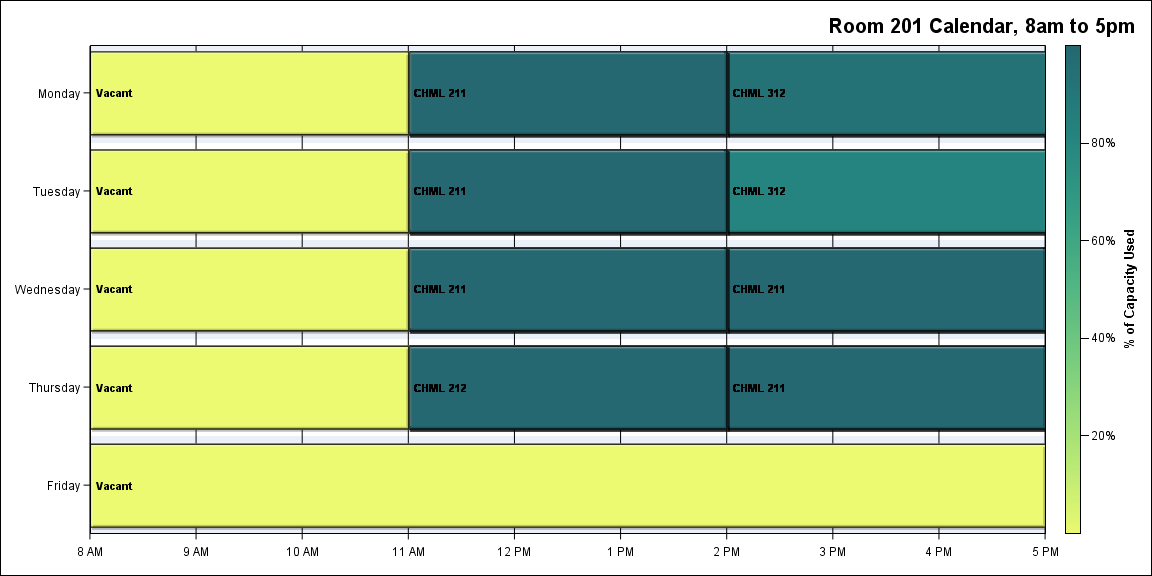 Room 201 Calendar, 8am to 5pm
Monday
Vacant
CHML 211
CHML 312
Tuesday
Vacant
CHML 211
CHML 312
Wednesday
Vacant
CHML 211
CHML 211
Thursday
Vacant
CHML 212
CHML 211
Friday
Vacant
8 AM
9 AM
10 AM
11 AM
12 PM
1 PM
2 PM
3 PM
4 PM
5 PM
80%
60%
40%
20%
% of Capacity Used